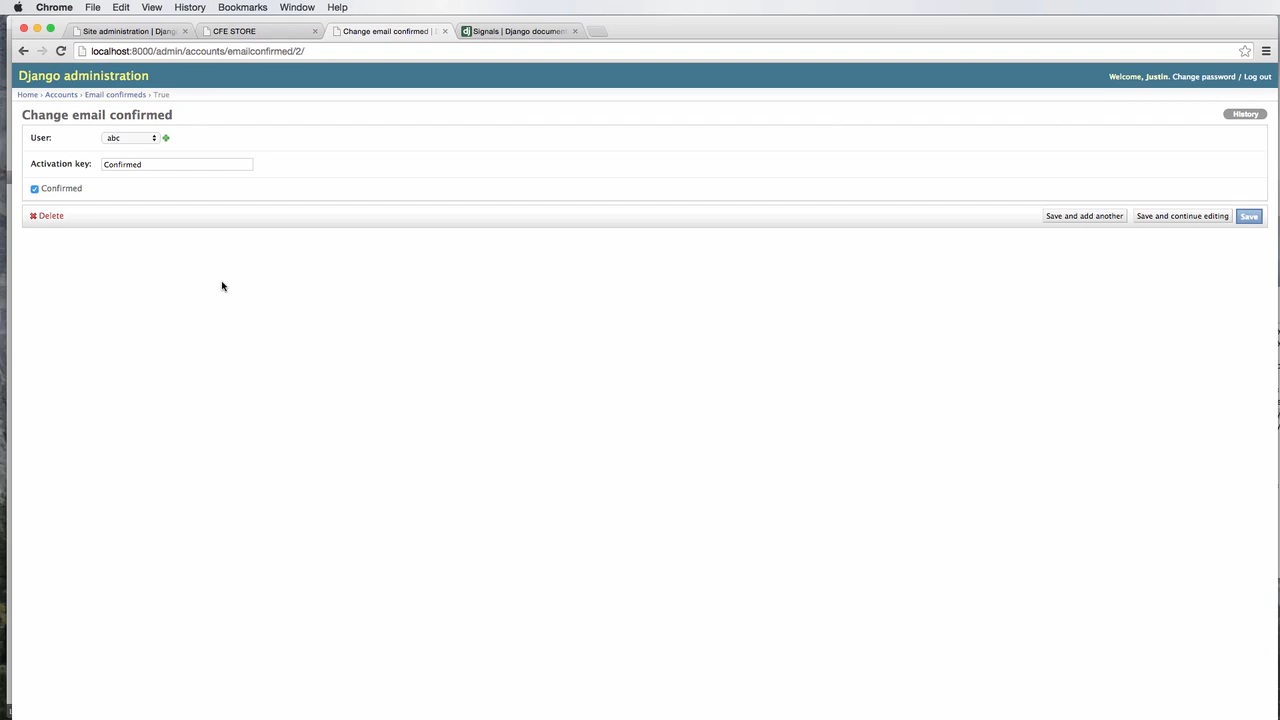 Chrome File Edit View History Bookmarks Window Help
Site administration | Djang CFE STORE Change email confirmed | Signals | Django documen
localhost:8000/admin/accounts/emailconfirmed/2/
Django administration Welcome, Justin. Change password / Log out
Home › Accounts › Email confirmeds › True
Change email confirmed History
User: abc
Activation key: Confirmed
Confirmed
Delete Save and add another Save and continue editing Save